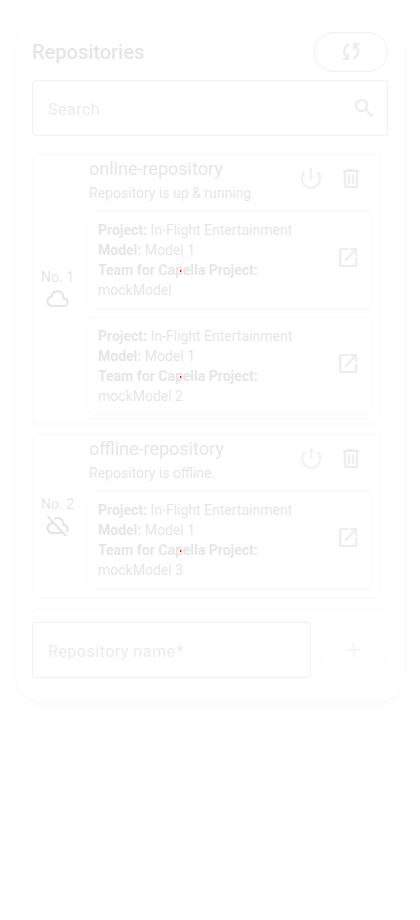 Repositories
Search
online-repository
Repository is up & running
No. 1
Project: In-Flight Entertainment
Model: Model 1
Team for Capella Project:
mockModel
Project: In-Flight Entertainment
Model: Model 1
Team for Capella Project:
mockModel 2
offline-repository
Repository is offline.
No. 2
Project: In-Flight Entertainment
Model: Model 1
Team for Capella Project:
mockModel 3
Repository name*